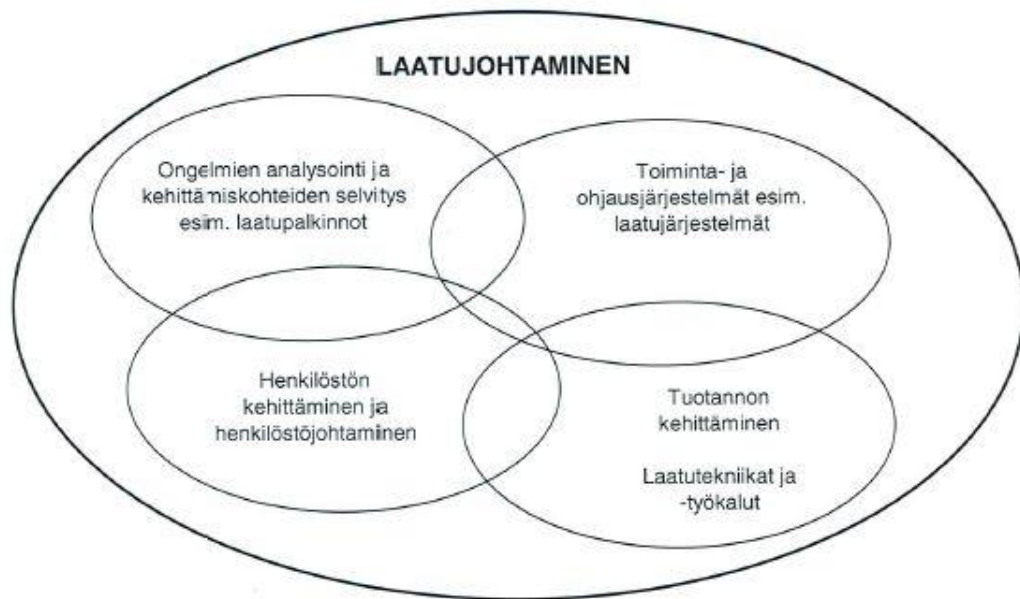 LAATUJOHTAMINEN
Ongelmien analysointi ja
kehittämiskohteiden selvitys
esim. laatupalkinnot
Toiminta- ja
ohjausjärjestelmät esim.
laatujärjestelmät
Henkilöstön
kehittäminen ja
henkilöstöjohtaminen
Tuotannon
kehittäminen
Laatutekniikat ja
-työkalut